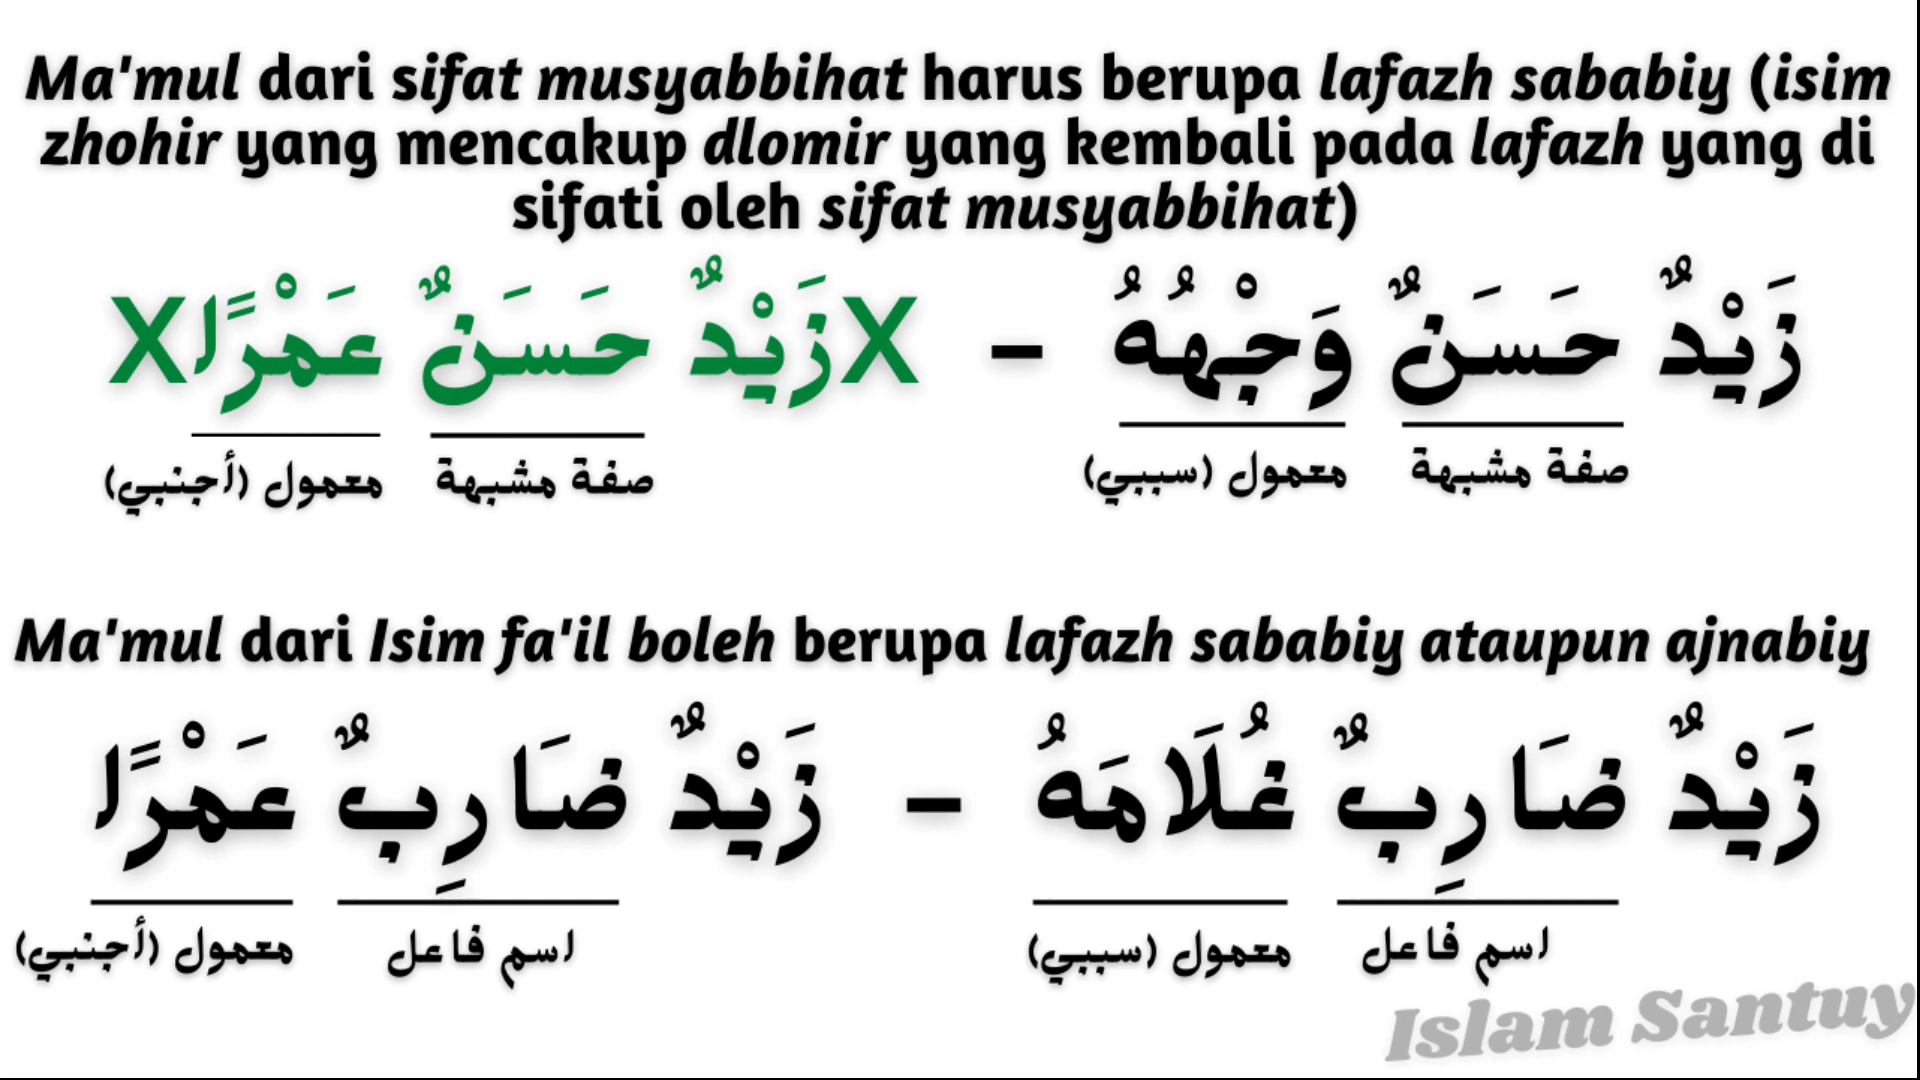 Ma'mul dari sifat musyabbihat harus berupa lafazh sababiy (isim
zhohir yang mencakup dlomir yang kembali pada lafazh yang di
sifati oleh sifat musyabbihat)
زَيْدٌ حَسَنٌ وَجْهُهُ - Xزَيْدٌ حَسَنٌ عَمْرًاX
صفة مشبهة معمول (سببي) صفة مشبهة معمول (أجنبي)
Ma'mul dari Isim fa'il boleh berupa lafazh sababiy ataupun ajnabiy
زَيْدٌ ضَارِبٌ غُلَامَهُ - زَيْدٌ ضَارِبٌ عَمْرًا
اسم فاعل معمول (سببي) اسم فاعل معمول (أجنبي)
Islam Santuy